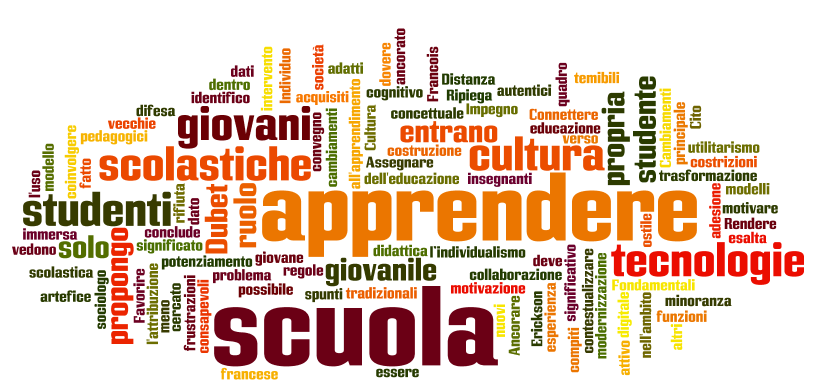 dati
dentro
identifico
intervento
Individuo
società
acquisiti
adatti
dovere
ancorato
cognitivo
Francois
Distanza
Ripiega
autentici
quadro
temibili
difesa
vecchie
pedagogici
giovani
convegno
cambiamenti
all'apprendimento
Cultura
concettuale
Impegno
entrano
costruzione
Connettere
educazione
verso
propria
studente
Cambiamenti
principale
Cito
utilitarismo
costrizioni
l'uso
modello
coinvolgere
fatto
scolastiche
Assegnare
cultura
dell'educazione
insegnanti
trasformazione
modelli
studenti
rifiuta
dato
Dubet
ruolo
apprendere
ostile
adesione
motivare
Rendere
esalta
immersa
vedono
solo
conclude
significato
propongo
potenziamento
giovane
didattica
l'individualismo
deve
significativo
tecnologie
scolastica
artefice
sociologo
Favorire
l'attribuzione
meno
cercato
frustrazioni
consapevoli
problema
regole
giovanile
possibile
spunti
tradizionali
collaborazione
motivazione
contestualizzare
modernizzazione
Fondamentali
minoranza
funzioni
scuola
nuovi
Ancorare
Erickson
esperienza
compiti
attivo
digitale
nell'ambito
altri
francese
essere